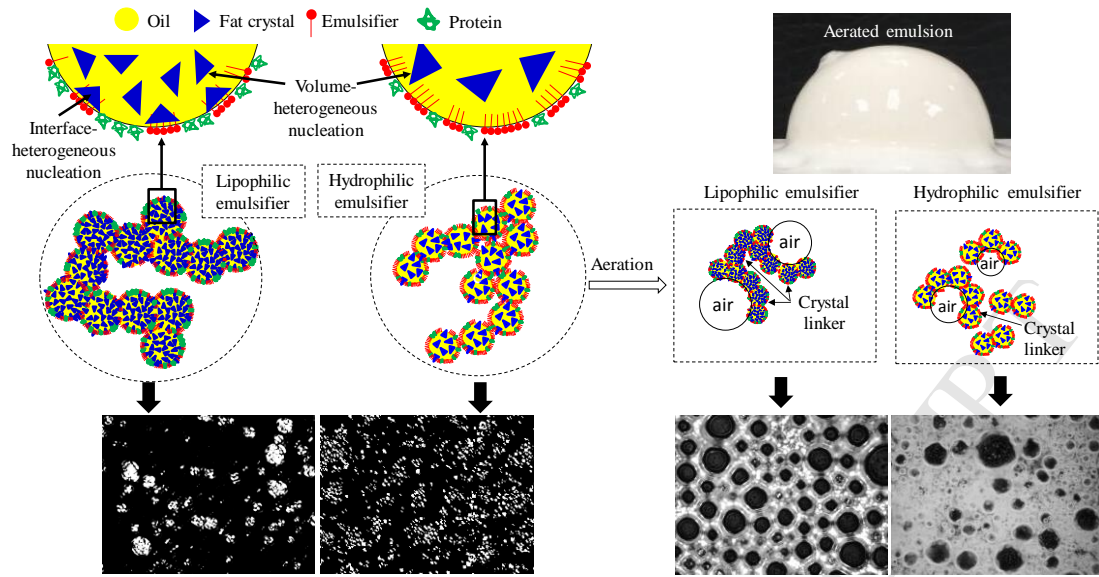 Oil
Fat crystal
Emulsifier
Protein
Volume-
heterogeneous
nucleation
Interface-
heterogeneous
nucleation
Lipophilic
emulsifier
Hydrophilic
emulsifier
Aeration
Aerated emulsion
Lipophilic emulsifier
Hydrophilic emulsifier
air
air
Crystal
linker
air
air
Crystal
linker